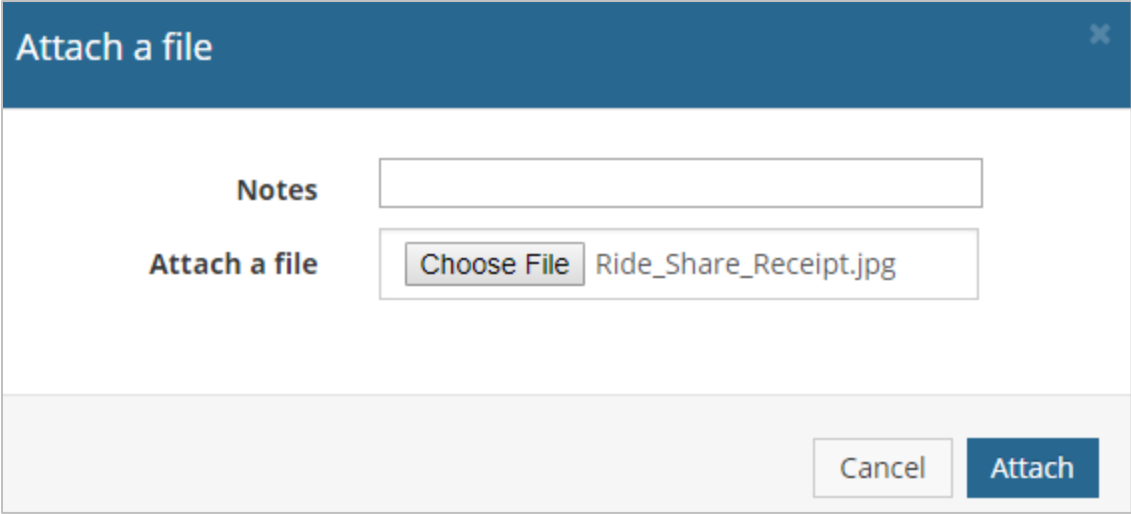 Attach a file
Notes
Attach a file Choose File Ride_Share_Receipt.jpg
Cancel Attach